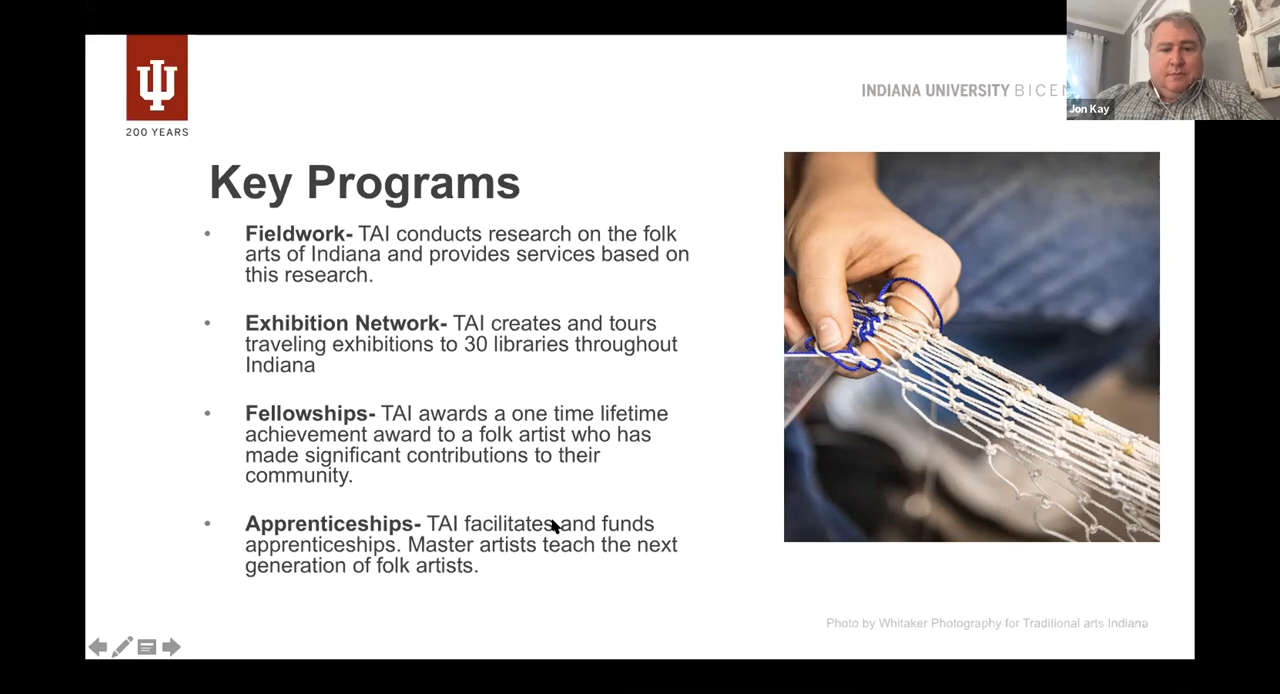 200 YEARS
INDIANA UNIVERSITY
Jon Kay
Key Programs
• Fieldwork- TAI conducts research on the folk
arts of Indiana and provides services based on
this research.
• Exhibition Network- TAI creates and tours
traveling exhibitions to 30 libraries throughout
Indiana
• Fellowships- TAI awards a one time lifetime
achievement award to a folk artist who has
made significant contributions to their
community.
• Apprenticeships- TAI facilitates and funds
apprenticeships. Master artists teach the next
generation of folk artists.
Photo by Whitaker Photography for Traditional arts Indiana